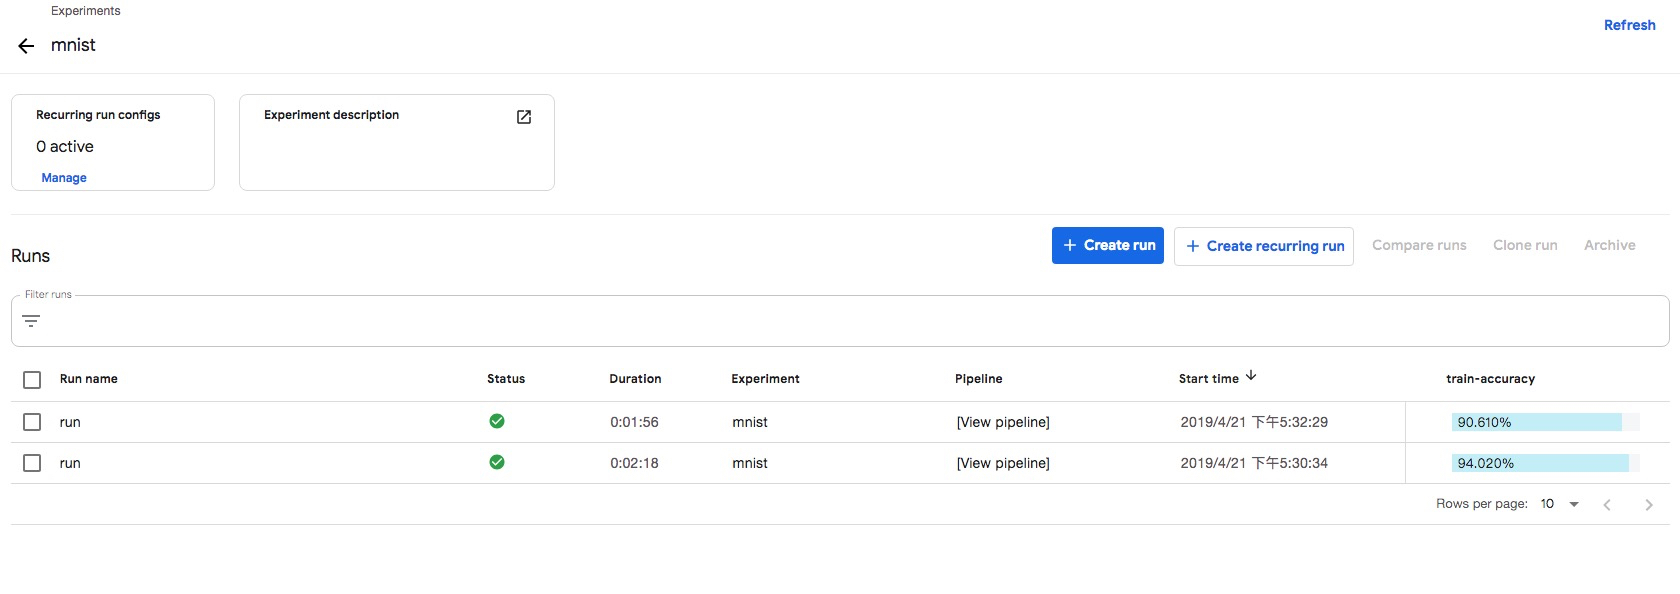 Experiments
Refresh
mnist
Recurring run configs
0 active
Manage
Experiment description
Runs
+ Create run
+ Create recurring run
Compare runs
Clone run
Archive
Filter runs
Run name Status Duration Experiment Pipeline Start time train-accuracy
run 0:01:56 mnist [View pipeline] 2019/4/21 下午5:32:29 90.610%
run 0:02:18 mnist [View pipeline] 2019/4/21 下午5:30:34 94.020%
Rows per page: 10